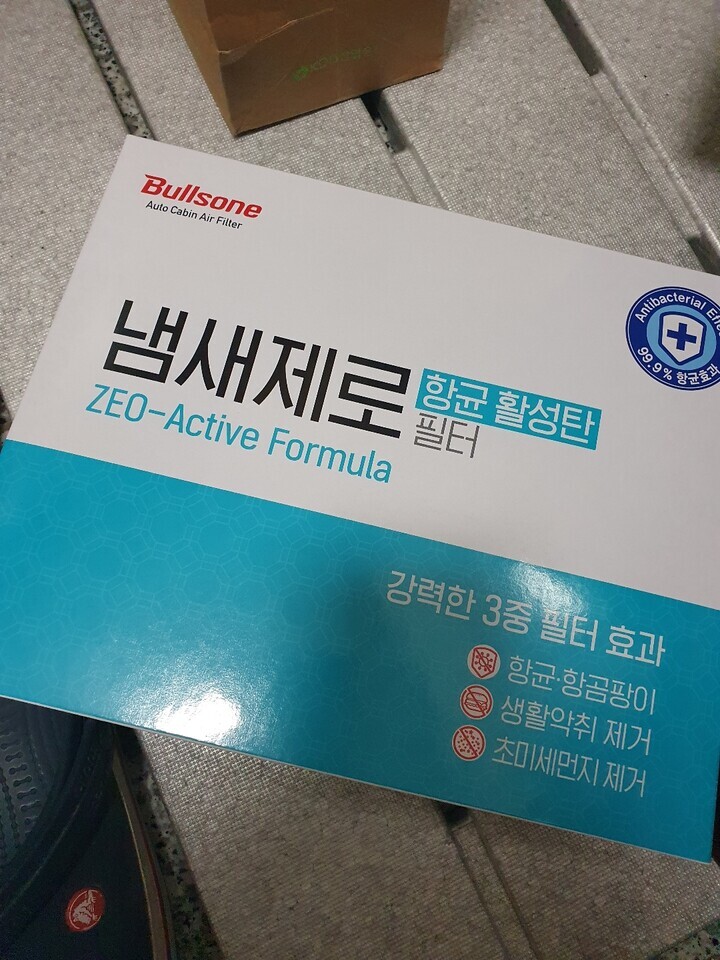 Bullsone
Auto Cabin Air Filter
Antibacterial
99.9% 항균효과
냄새제로
항균 활성탄
필터
ZEO-Active Formula
강력한 3중 필터 효과
항균·항곰팡이
생활악취 제거
초미세먼지 제거